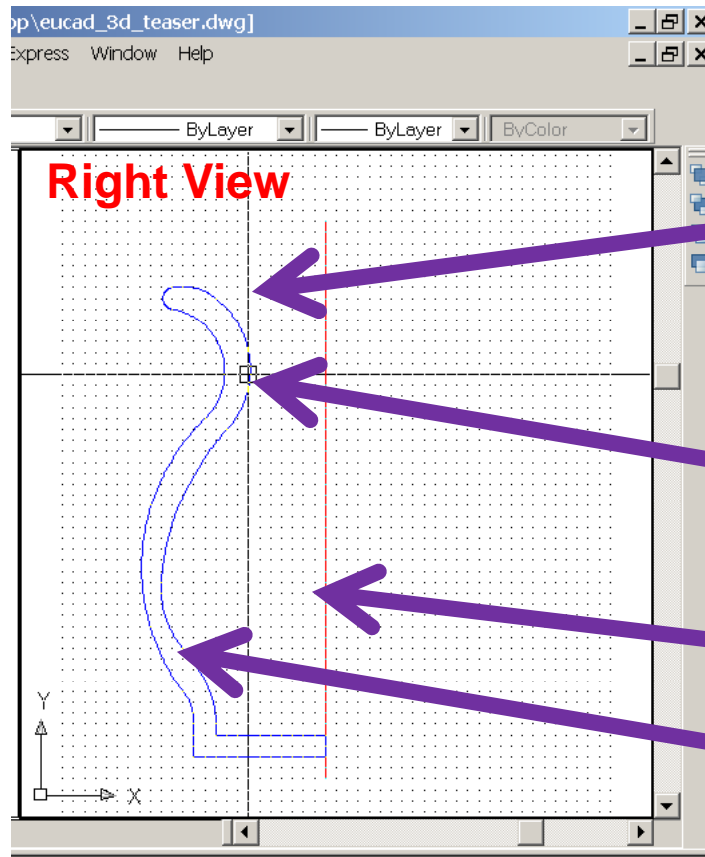 op\eucad_3d_teaser.dwg]
Express Window Help
ByLayer ByLayer ByColor
Right View
Y
X